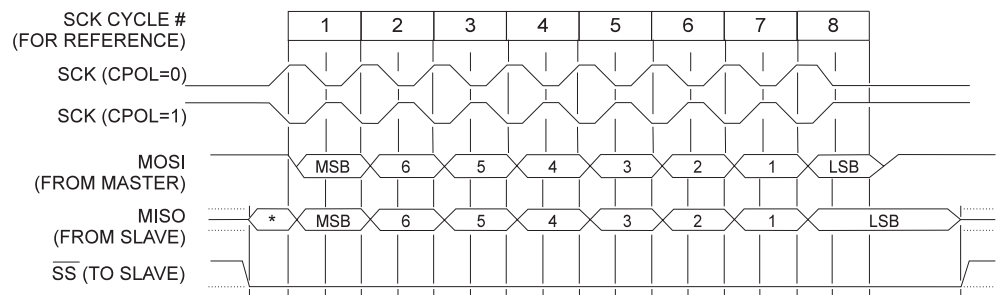 SCK CYCLE # 1 2 3 4 5 6 7 8
(FOR REFERENCE)
SCK (CPOL=0)
SCK (CPOL=1)
MOSI MSB 6 5 4 3 2 1 LSB
(FROM MASTER)
MISO * MSB 6 5 4 3 2 1 LSB
(FROM SLAVE)
SS (TO SLAVE)